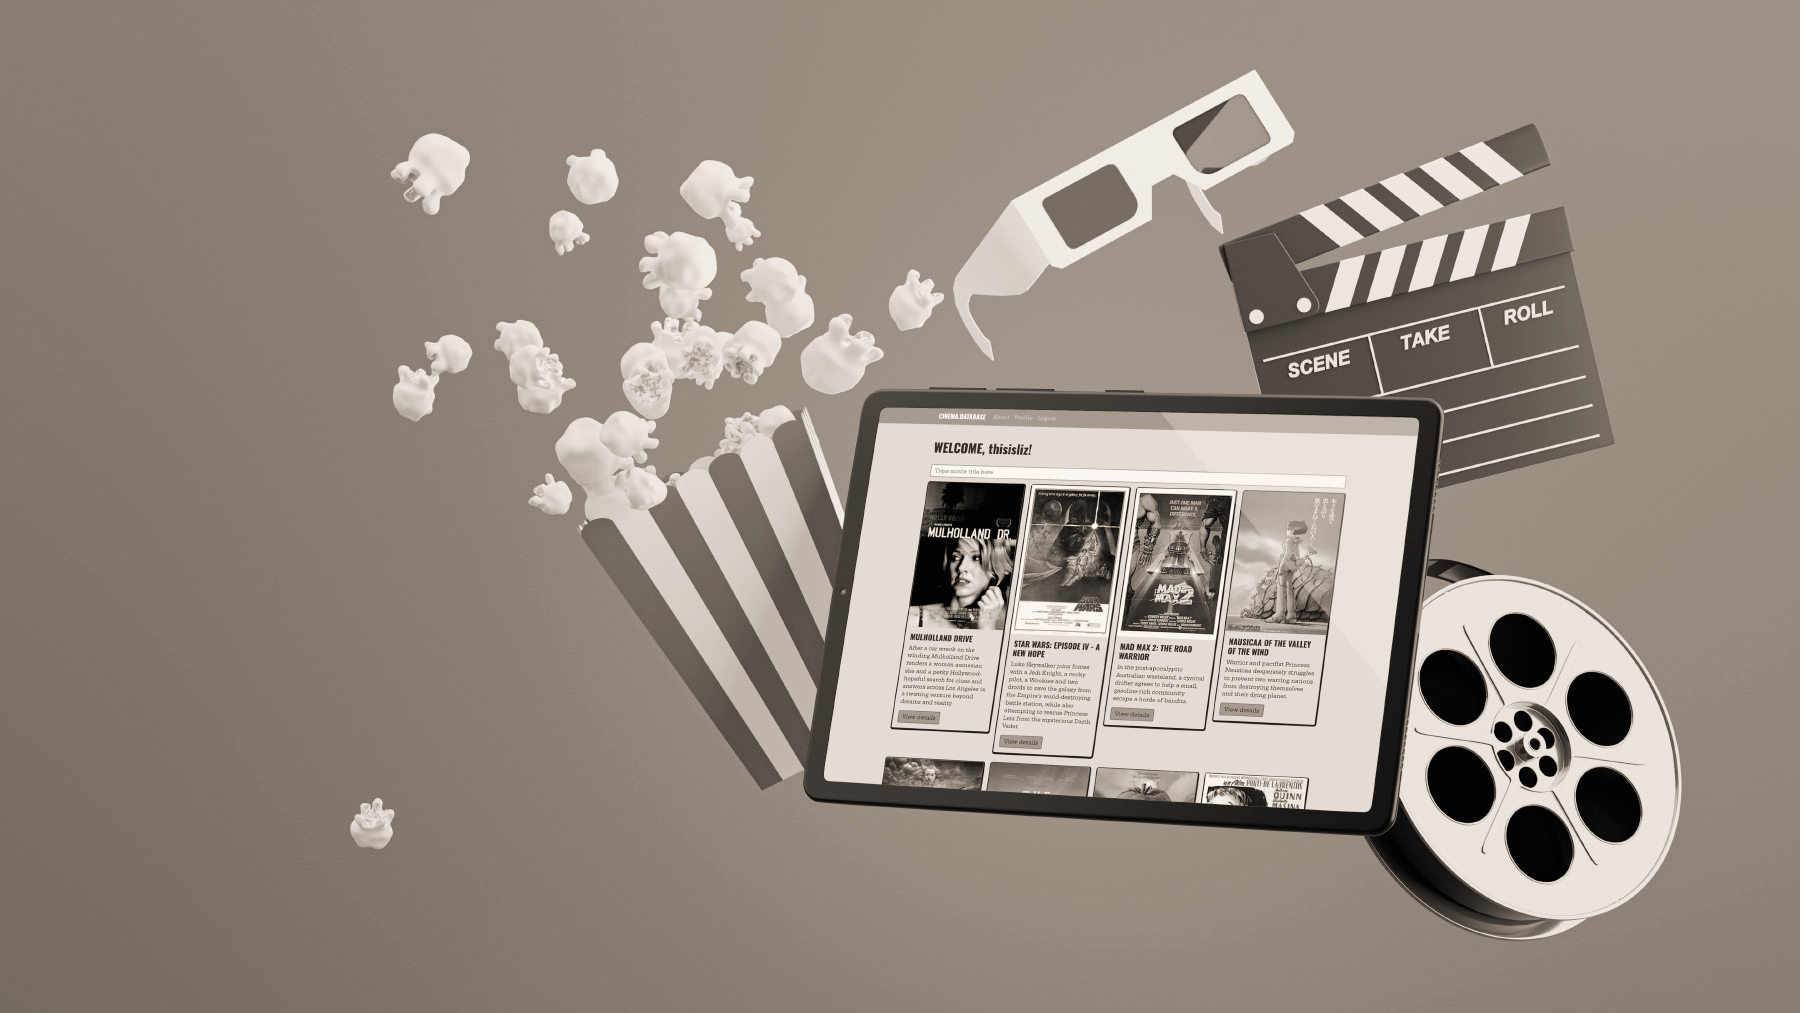 SCENE
TAKE
ROLL
CINEMA.DATABASE About Profile Logout
WELCOME, thisisliz!
Type movie title here
MULHOLLAND DR.
MULHOLLAND DRIVE
After a car wreck on the
winding Mulholland Drive
renders a woman amnesiac,
she and a perky Hollywood-
hopeful search for clues and
answers across Los Angeles in
a twisting venture beyond
dreams and reality.
View details
STAR
WARS
STAR WARS: EPISODE IV - A
NEW HOPE
Luke Skywalker joins forces
with a Jedi Knight, a cocky
pilot, a Wookiee and two
droids to save the galaxy from
the Empire's world-destroying
battle station, while also
attempting to rescue Princess
Leia from the mysterious Darth
Vader.
View details
JUST ONE MAN
CAN MAKE A
DIFFERENCE.
MAD
MAX 2
MAD MAX 2: THE ROAD
WARRIOR
In the post-apocalyptic
Australian wasteland, a cynical
drifter agrees to help a small,
gasoline-rich community
escape a horde of bandits.
View details
NAUSICAA OF THE VALLEY
OF THE WIND
Warrior and pacifist Princess
Nausicaa desperately struggles
to prevent two warring nations
from destroying themselves
and their dying planet.
View details
PONTI-DE LAURENTIIS
QUINN
MASINA